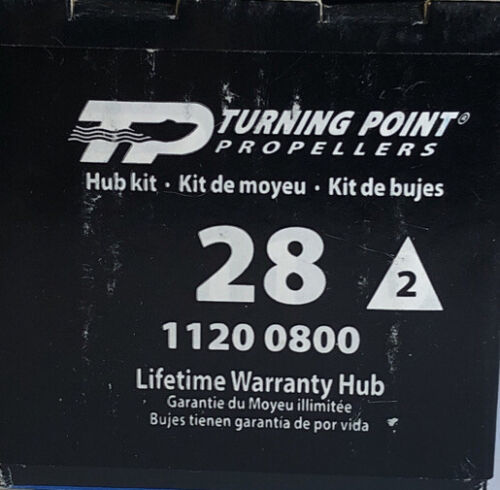 TP TURNING POINT®
PROPELLERS
Hub kit · Kit de moyeu · Kit de bujes
28 2
1120 0800
Lifetime Warranty Hub
Garantie du Moyeu illimitée
Bujes tienen garantía de por vida